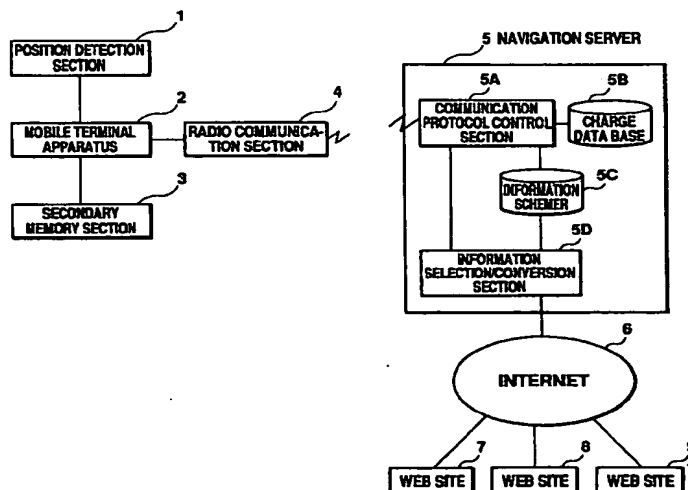 1
POSITION DETECTION
SECTION
2
4
MOBILE TERMINAL
APPARATUS
RADIO COMMUNICA-
TION SECTION
3
SECONDARY
MEMORY SECTION
5 NAVIGATION SERVER
5A
5B
COMMUNICATION
PROTOCOL CONTROL
SECTION
CHARGE
DATA BASE
INFORMATION
SCHEMER
5C
5D
INFORMATION
SELECTION/CONVERSION
SECTION
6
INTERNET
7
8
9
WEB SITE
WEB SITE
WEB SITE